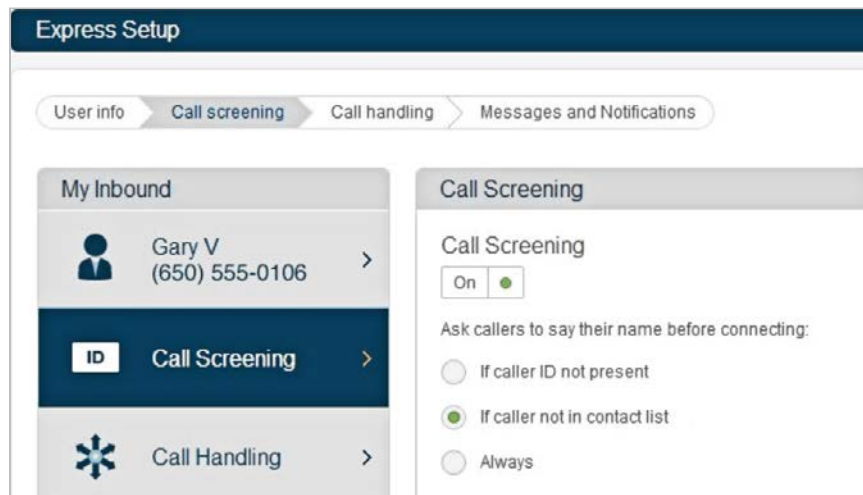 Express Setup
User info
Call screening
Call handling
Messages and Notifications
My Inbound
Gary V
(650) 555-0106
ID
Call Screening
Call Handling
Call Screening
Call Screening
On
Ask callers to say their name before connecting:
If caller ID not present
If caller not in contact list
Always